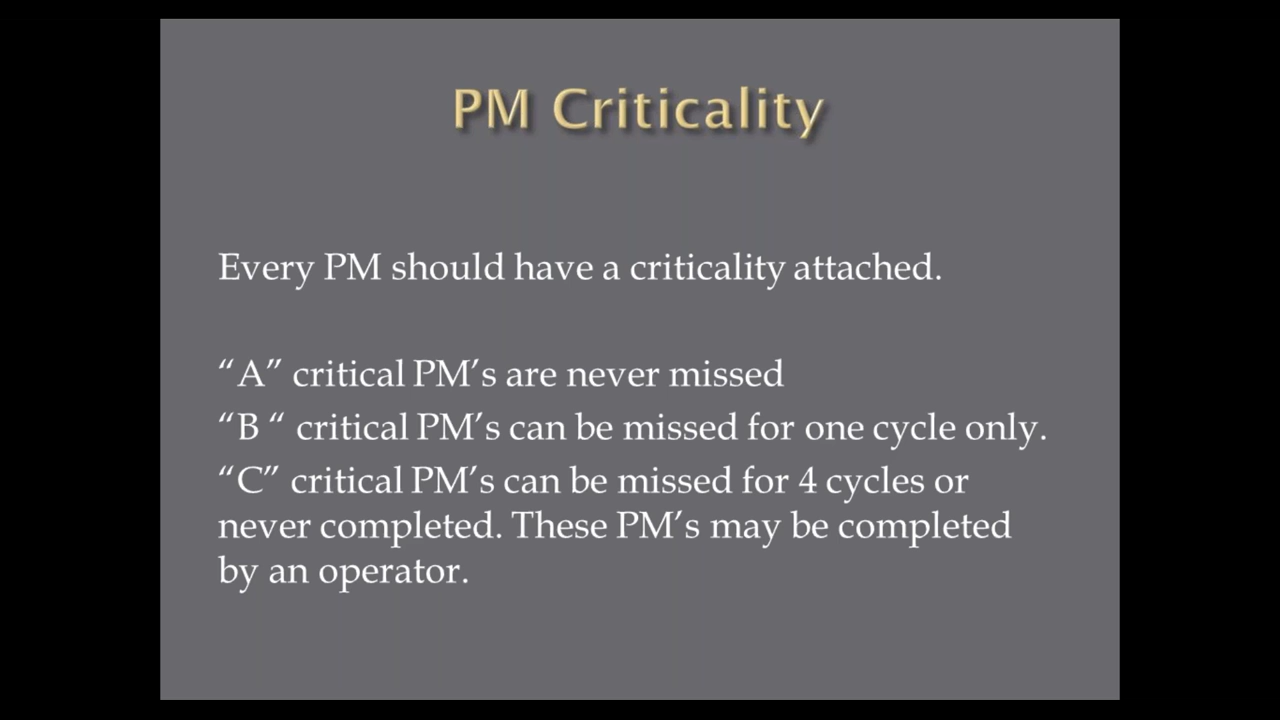 PM Criticality
Every PM should have a criticality attached.
“A” critical PM’s are never missed
“B “ critical PM’s can be missed for one cycle only.
“C” critical PM’s can be missed for 4 cycles or
never completed. These PM’s may be completed
by an operator.